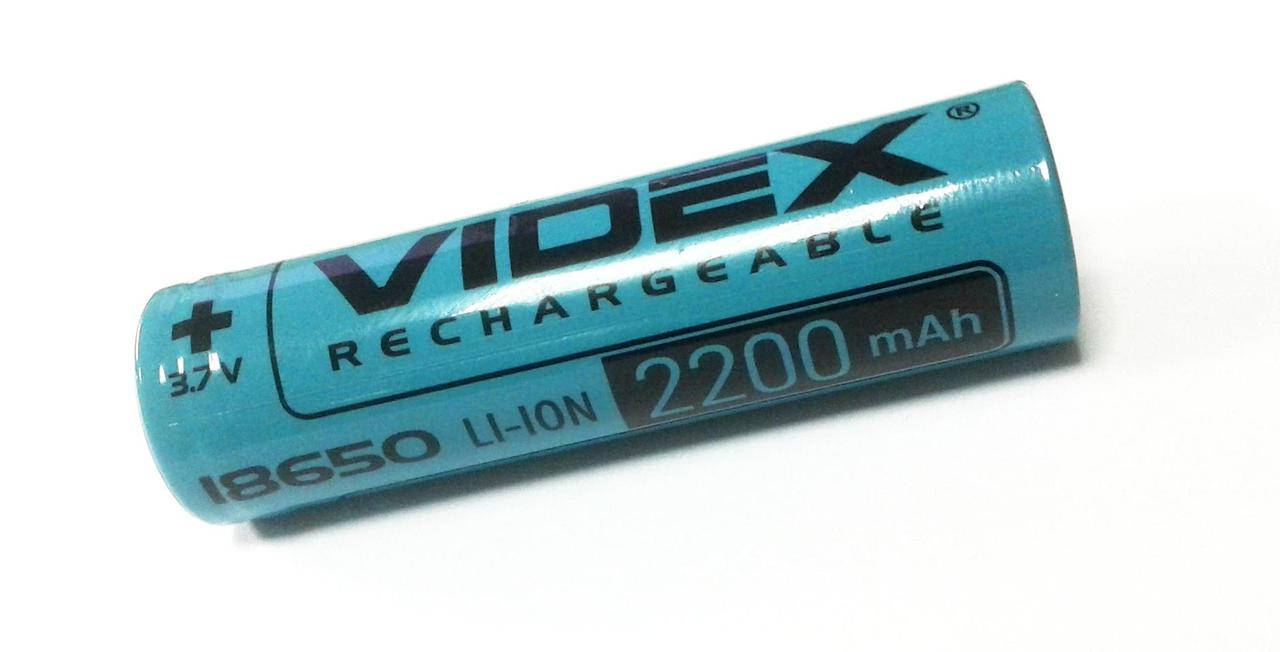 VIDEX®
RECHARGEABLE
+
3.7V
18650 LI-ION 2200 mAh